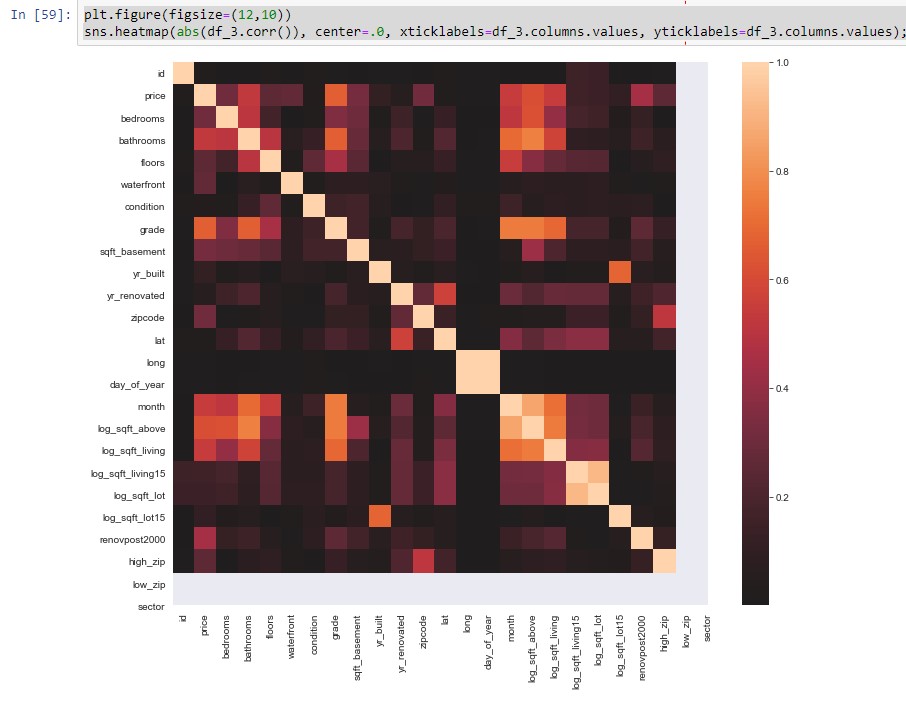 In [59]:
plt.figure(figsize=(12,10))
sns.heatmap(abs(df_3.corr()), center=.0, xticklabels=df_3.columns.values, yticklabels=df_3.columns.values);
id
price
bedrooms
bathrooms
floors
waterfront
condition
grade
sqft_basement
yr_built
yr_renovated
zipcode
lat
long
day_of_year
month
log_sqft_above
log_sqft_living
log_sqft_living15
log_sqft_lot
log_sqft_lot15
renovpost2000
high_zip
low_zip
sector
id
price
bedrooms
bathrooms
floors
waterfront
condition
grade
sqft_basement
yr_built
yr_renovated
zipcode
lat
long
day_of_year
month
log_sqft_above
log_sqft_living
log_sqft_living15
log_sqft_lot
log_sqft_lot15
renovpost2000
high_zip
low_zip
sector
1.0
0.8
0.6
0.4
0.2